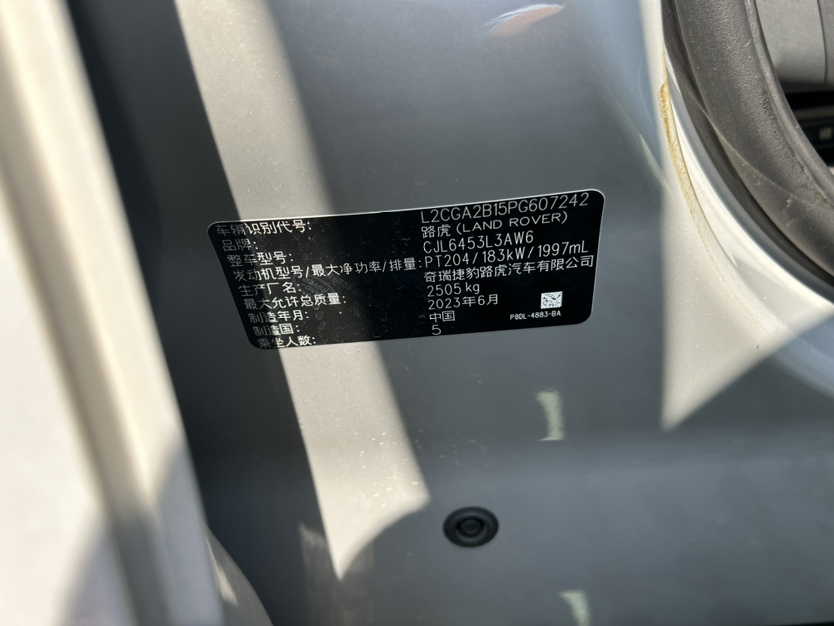 车辆识别代号: L2CGA2B15PG607242
品牌: 路虎 (LAND ROVER)
整车型号: CJL6453L3AW6
发动机型号/最大净功率/排量: PT204/183kW/1997mL
生产厂名: 奇瑞捷豹路虎汽车有限公司
最大允许总质量: 2505 kg
制造年月: 2023年6月
制造国: 中国
乘坐人数: 5
P8DL-4883-BA